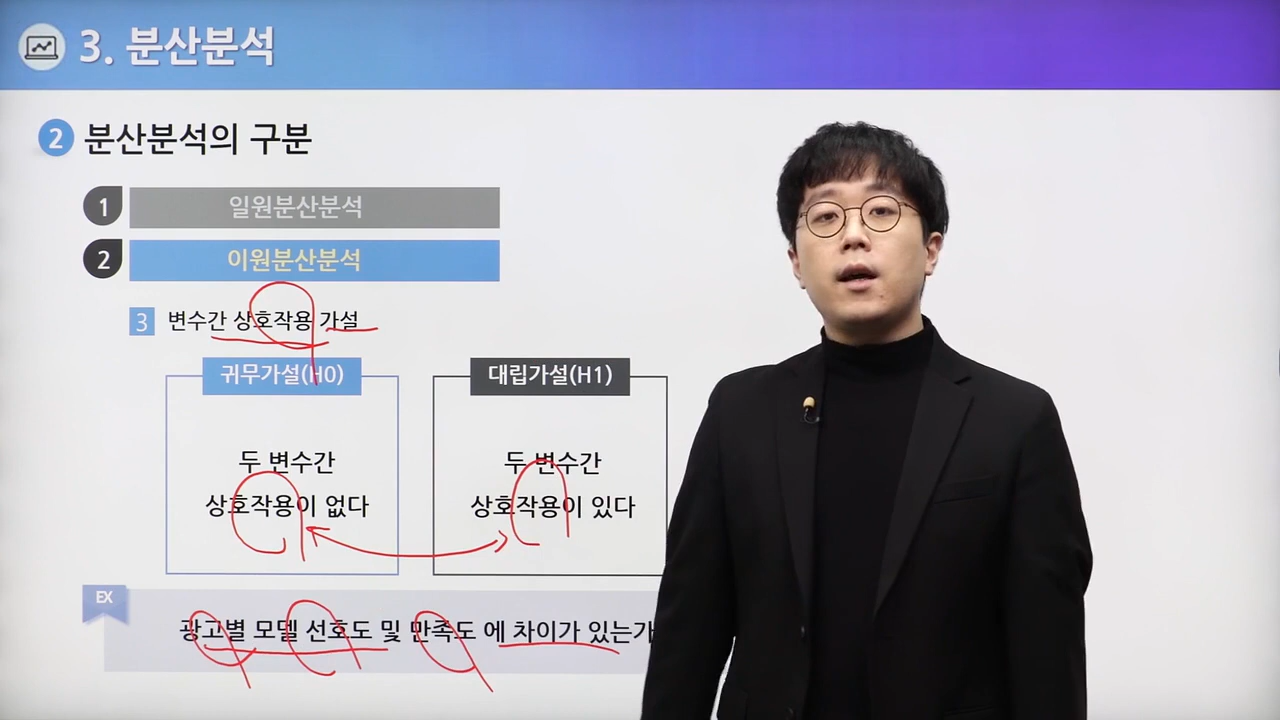 3. 분산분석
2 분산분석의 구분
1 일원분산분석
2 이원분산분석
3 변수간 상호작용 가설
귀무가설(H0)
두 변수간
상호작용이 없다
대립가설(H1)
두 변수간
상호작용이 있다
EX
광고별 모델 선호도 및 만족도 에 차이가 있는가